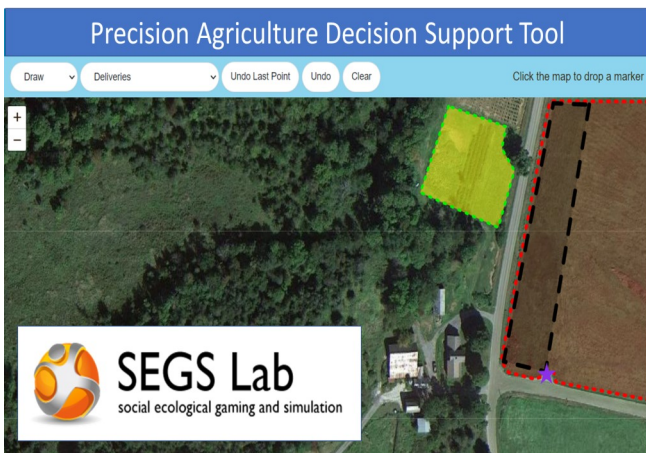 Precision Agriculture Decision Support Tool
Draw Deliveries Undo Last Point Undo Clear Click the map to drop a marker
+
−
SEGS Lab
social ecological gaming and simulation